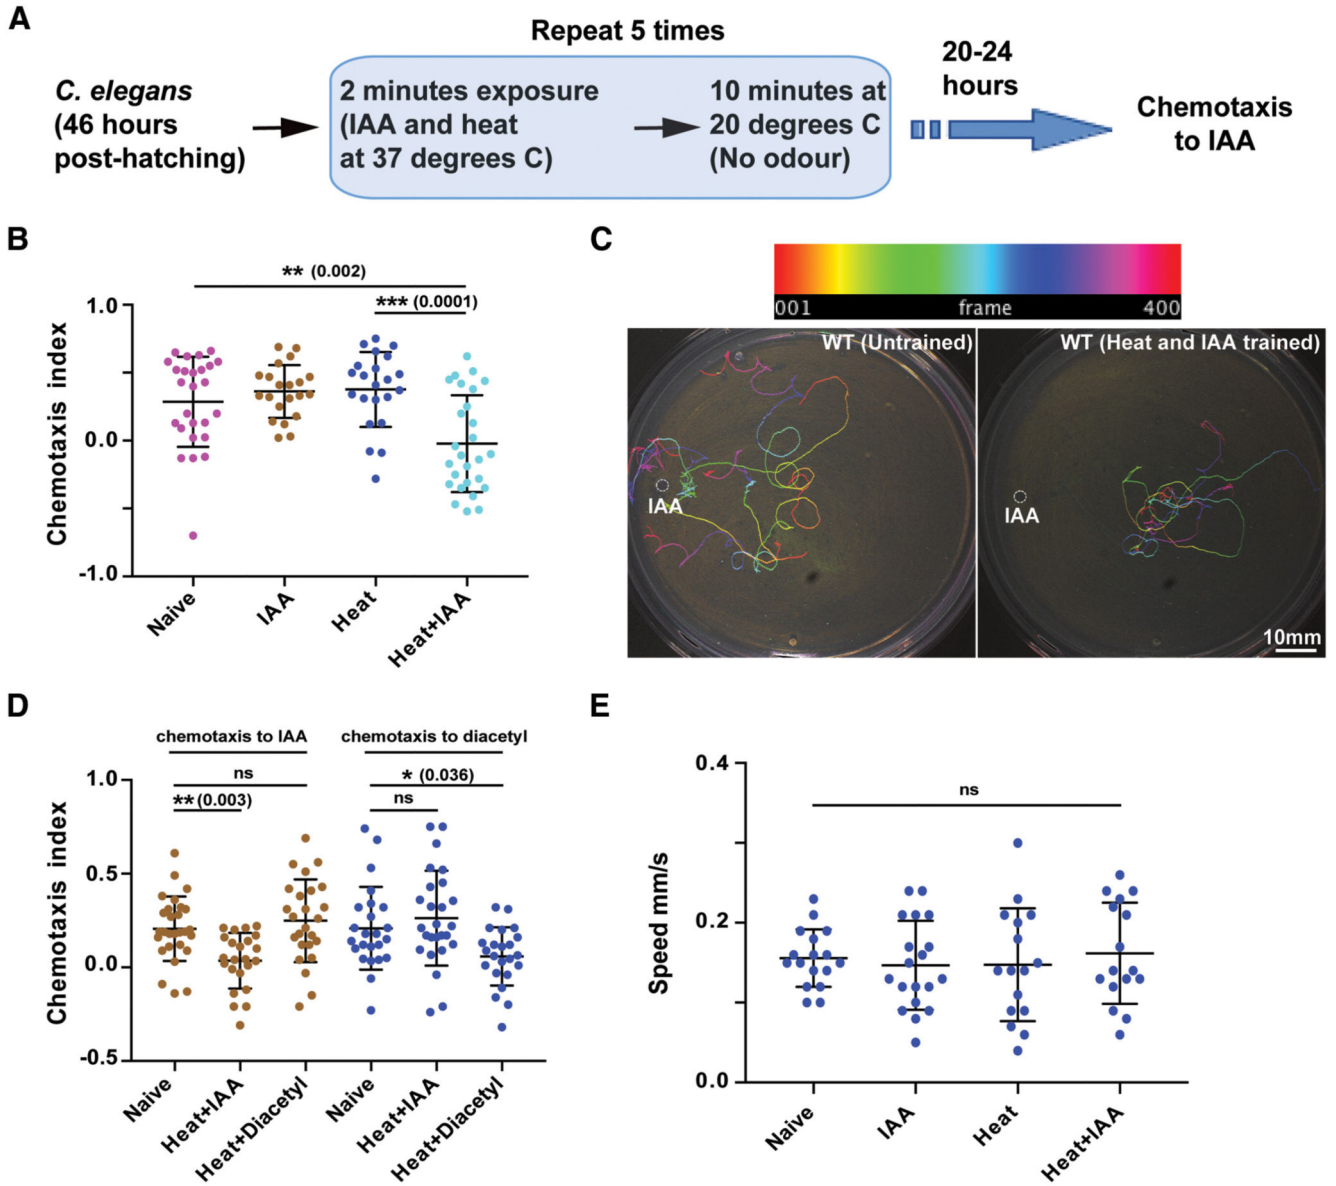 A
Repeat 5 times
C. elegans
(46 hours
post-hatching)
2 minutes exposure
(IAA and heat
at 37 degrees C)
10 minutes at
20 degrees C
(No odour)
20-24
hours
Chemotaxis
to IAA
B
** (0.002)
*** (0.0001)
Chemotaxis index
1.0
0.0
-1.0
Naive
IAA
Heat
Heat+IAA
C
001 frame 400
WT (Untrained)
IAA
WT (Heat and IAA trained)
IAA
10mm
D
chemotaxis to IAA
chemotaxis to diacetyl
ns
* (0.036)
** (0.003)
ns
Chemotaxis index
1.0
0.5
0.0
-0.5
Naive
Heat+IAA
Heat+Diacetyl
Naive
Heat+IAA
Heat+Diacetyl
E
ns
Speed mm/s
0.4
0.2
0.0
Naive
IAA
Heat
Heat+IAA